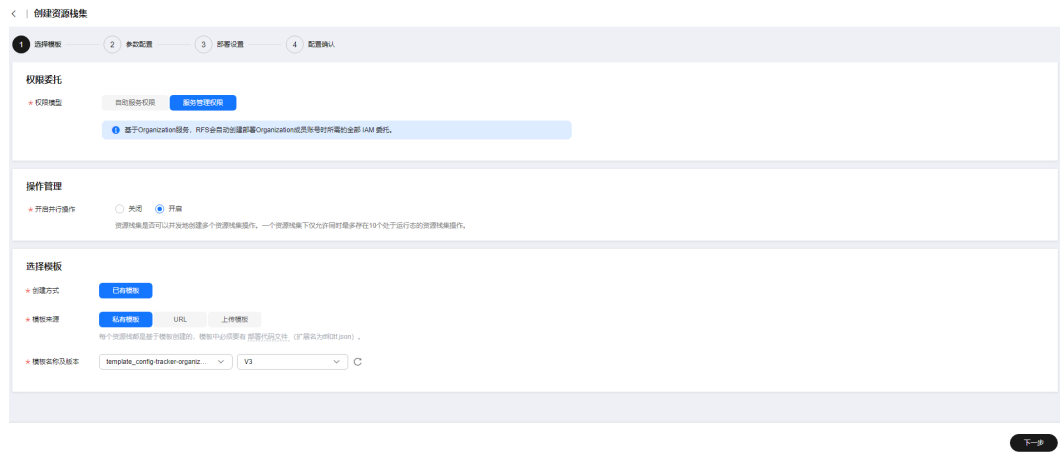 创建资源栈集
1 选择模板 2 参数配置 3 部署设置 4 配置确认
权限委托
* 权限模型 自助服务权限 服务管理权限
基于Organization服务，RFS会自动创建部署Organization成员账号时所需的全部 IAM 委托。
操作管理
* 开启并行操作 关闭 开启
资源栈集是否可以并发地创建多个资源栈集操作。一个资源栈集下仅允许同时最多存在10个处于运行态的资源栈集操作。
选择模板
* 创建方式 已有模板
* 模板来源 私有模板 URL 上传模板
每个资源栈都是基于模板创建的。模板中必须要有 部署代码文件（扩展名为tf和tf.json）。
* 模板名称及版本 template_config-tracker-organiz... V3
下一步